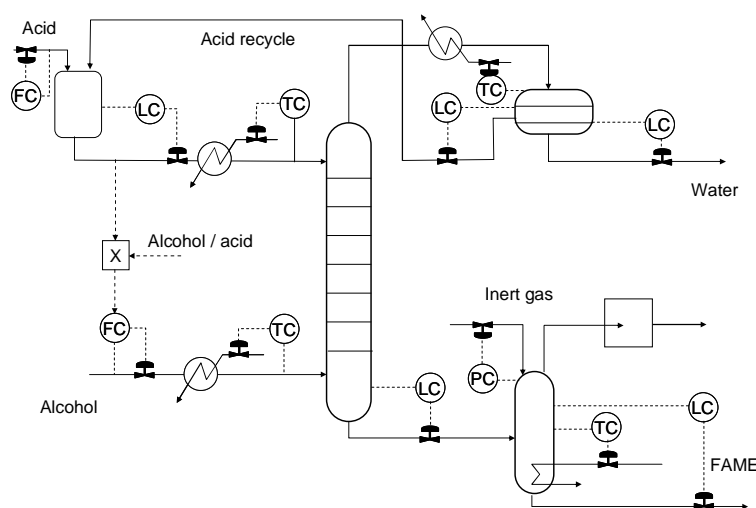 Acid
Acid recycle
FC
LC
TC
TC
LC
LC
Water
Alcohol / acid
X
Inert gas
FC
TC
Alcohol
PC
LC
LC
TC
FAME